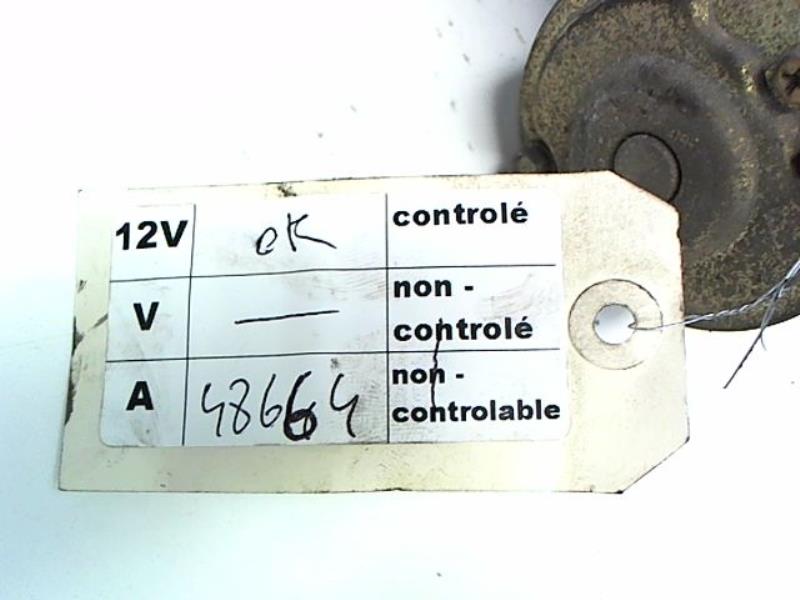 12V ok controlé
V — non -
controlé
A 48664 non -
controlable